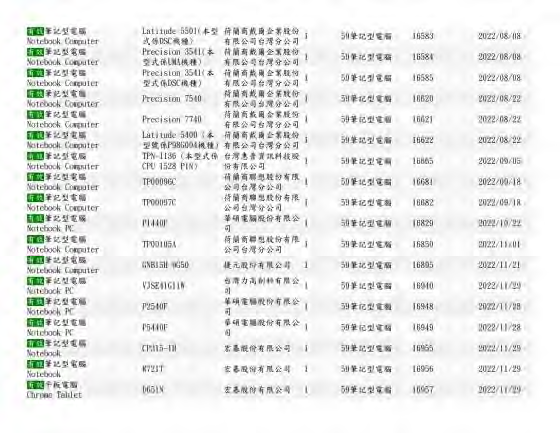 有效筆記型電腦 Latitude 5501(本型 荷蘭商戴爾企業股份 1 59筆記型電腦 16583 2022/08/08
Notebook Computer 式係DSC機種) 有限公司台灣分公司
有效筆記型電腦 Precision 3541(本 荷蘭商戴爾企業股份 1 59筆記型電腦 16584 2022/08/08
Notebook Computer 型式係UMA機種) 有限公司台灣分公司
有效筆記型電腦 Precision 3541(本 荷蘭商戴爾企業股份 1 59筆記型電腦 16585 2022/08/08
Notebook Computer 型式係DSC機種) 有限公司台灣分公司
有效筆記型電腦 Precision 7540 荷蘭商戴爾企業股份 1 59筆記型電腦 16620 2022/08/22
Notebook Computer 有限公司台灣分公司
有效筆記型電腦 Precision 7740 荷蘭商戴爾企業股份 1 59筆記型電腦 16621 2022/08/22
Notebook Computer 有限公司台灣分公司
有效筆記型電腦 Latitude 5400 (本 荷蘭商戴爾企業股份 1 59筆記型電腦 16622 2022/08/22
Notebook Computer 型號係P98G004機種) 有限公司台灣分公司
有效筆記型電腦 TPN-I136 (本型式係 台灣惠普資訊科技股 1 59筆記型電腦 16665 2022/09/05
Notebook Computer CPU 1528 PIN) 份有限公司
有效筆記型電腦 TP00096C 荷蘭商聯想股份有限 1 59筆記型電腦 16681 2022/09/18
Notebook Computer 公司台灣分公司
有效筆記型電腦 TP00097C 荷蘭商聯想股份有限 1 59筆記型電腦 16682 2022/09/18
Notebook Computer 公司台灣分公司
有效筆記型電腦 P1440F 華碩電腦股份有限公 1 59筆記型電腦 16829 2022/10/22
Notebook PC 司
有效筆記型電腦 TP00105A 荷蘭商聯想股份有限 1 59筆記型電腦 16850 2022/11/01
Notebook Computer 公司台灣分公司
有效筆記型電腦 GNB15H 9G50 捷元股份有限公司 1 59筆記型電腦 16895 2022/11/21
Notebook Computer
有效筆記型電腦 VJSE41G11W 台灣力高創科有限公 1 59筆記型電腦 16940 2022/11/29
Notebook PC 司
有效筆記型電腦 P2540F 華碩電腦股份有限公 1 59筆記型電腦 16948 2022/11/28
Notebook PC 司
有效筆記型電腦 P5440F 華碩電腦股份有限公 1 59筆記型電腦 16949 2022/11/28
Notebook PC 司
有效筆記型電腦 CP315-1H 宏碁股份有限公司 1 59筆記型電腦 16955 2022/11/29
Notebook
有效筆記型電腦 R721T 宏碁股份有限公司 1 59筆記型電腦 16956 2022/11/29
Notebook
有效平板電腦 D651N 宏碁股份有限公司 1 59筆記型電腦 16957 2022/11/29
Chrome Tablet